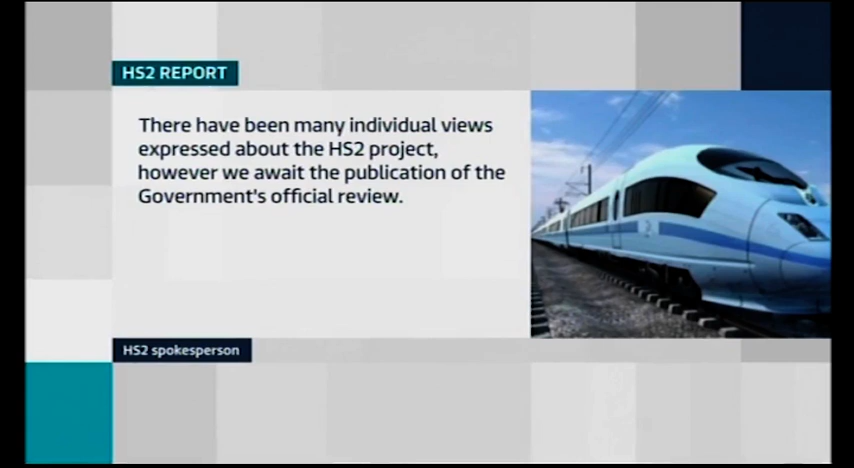 HS2 REPORT
There have been many individual views
expressed about the HS2 project,
however we await the publication of the
Government's official review.
HS2 spokesperson